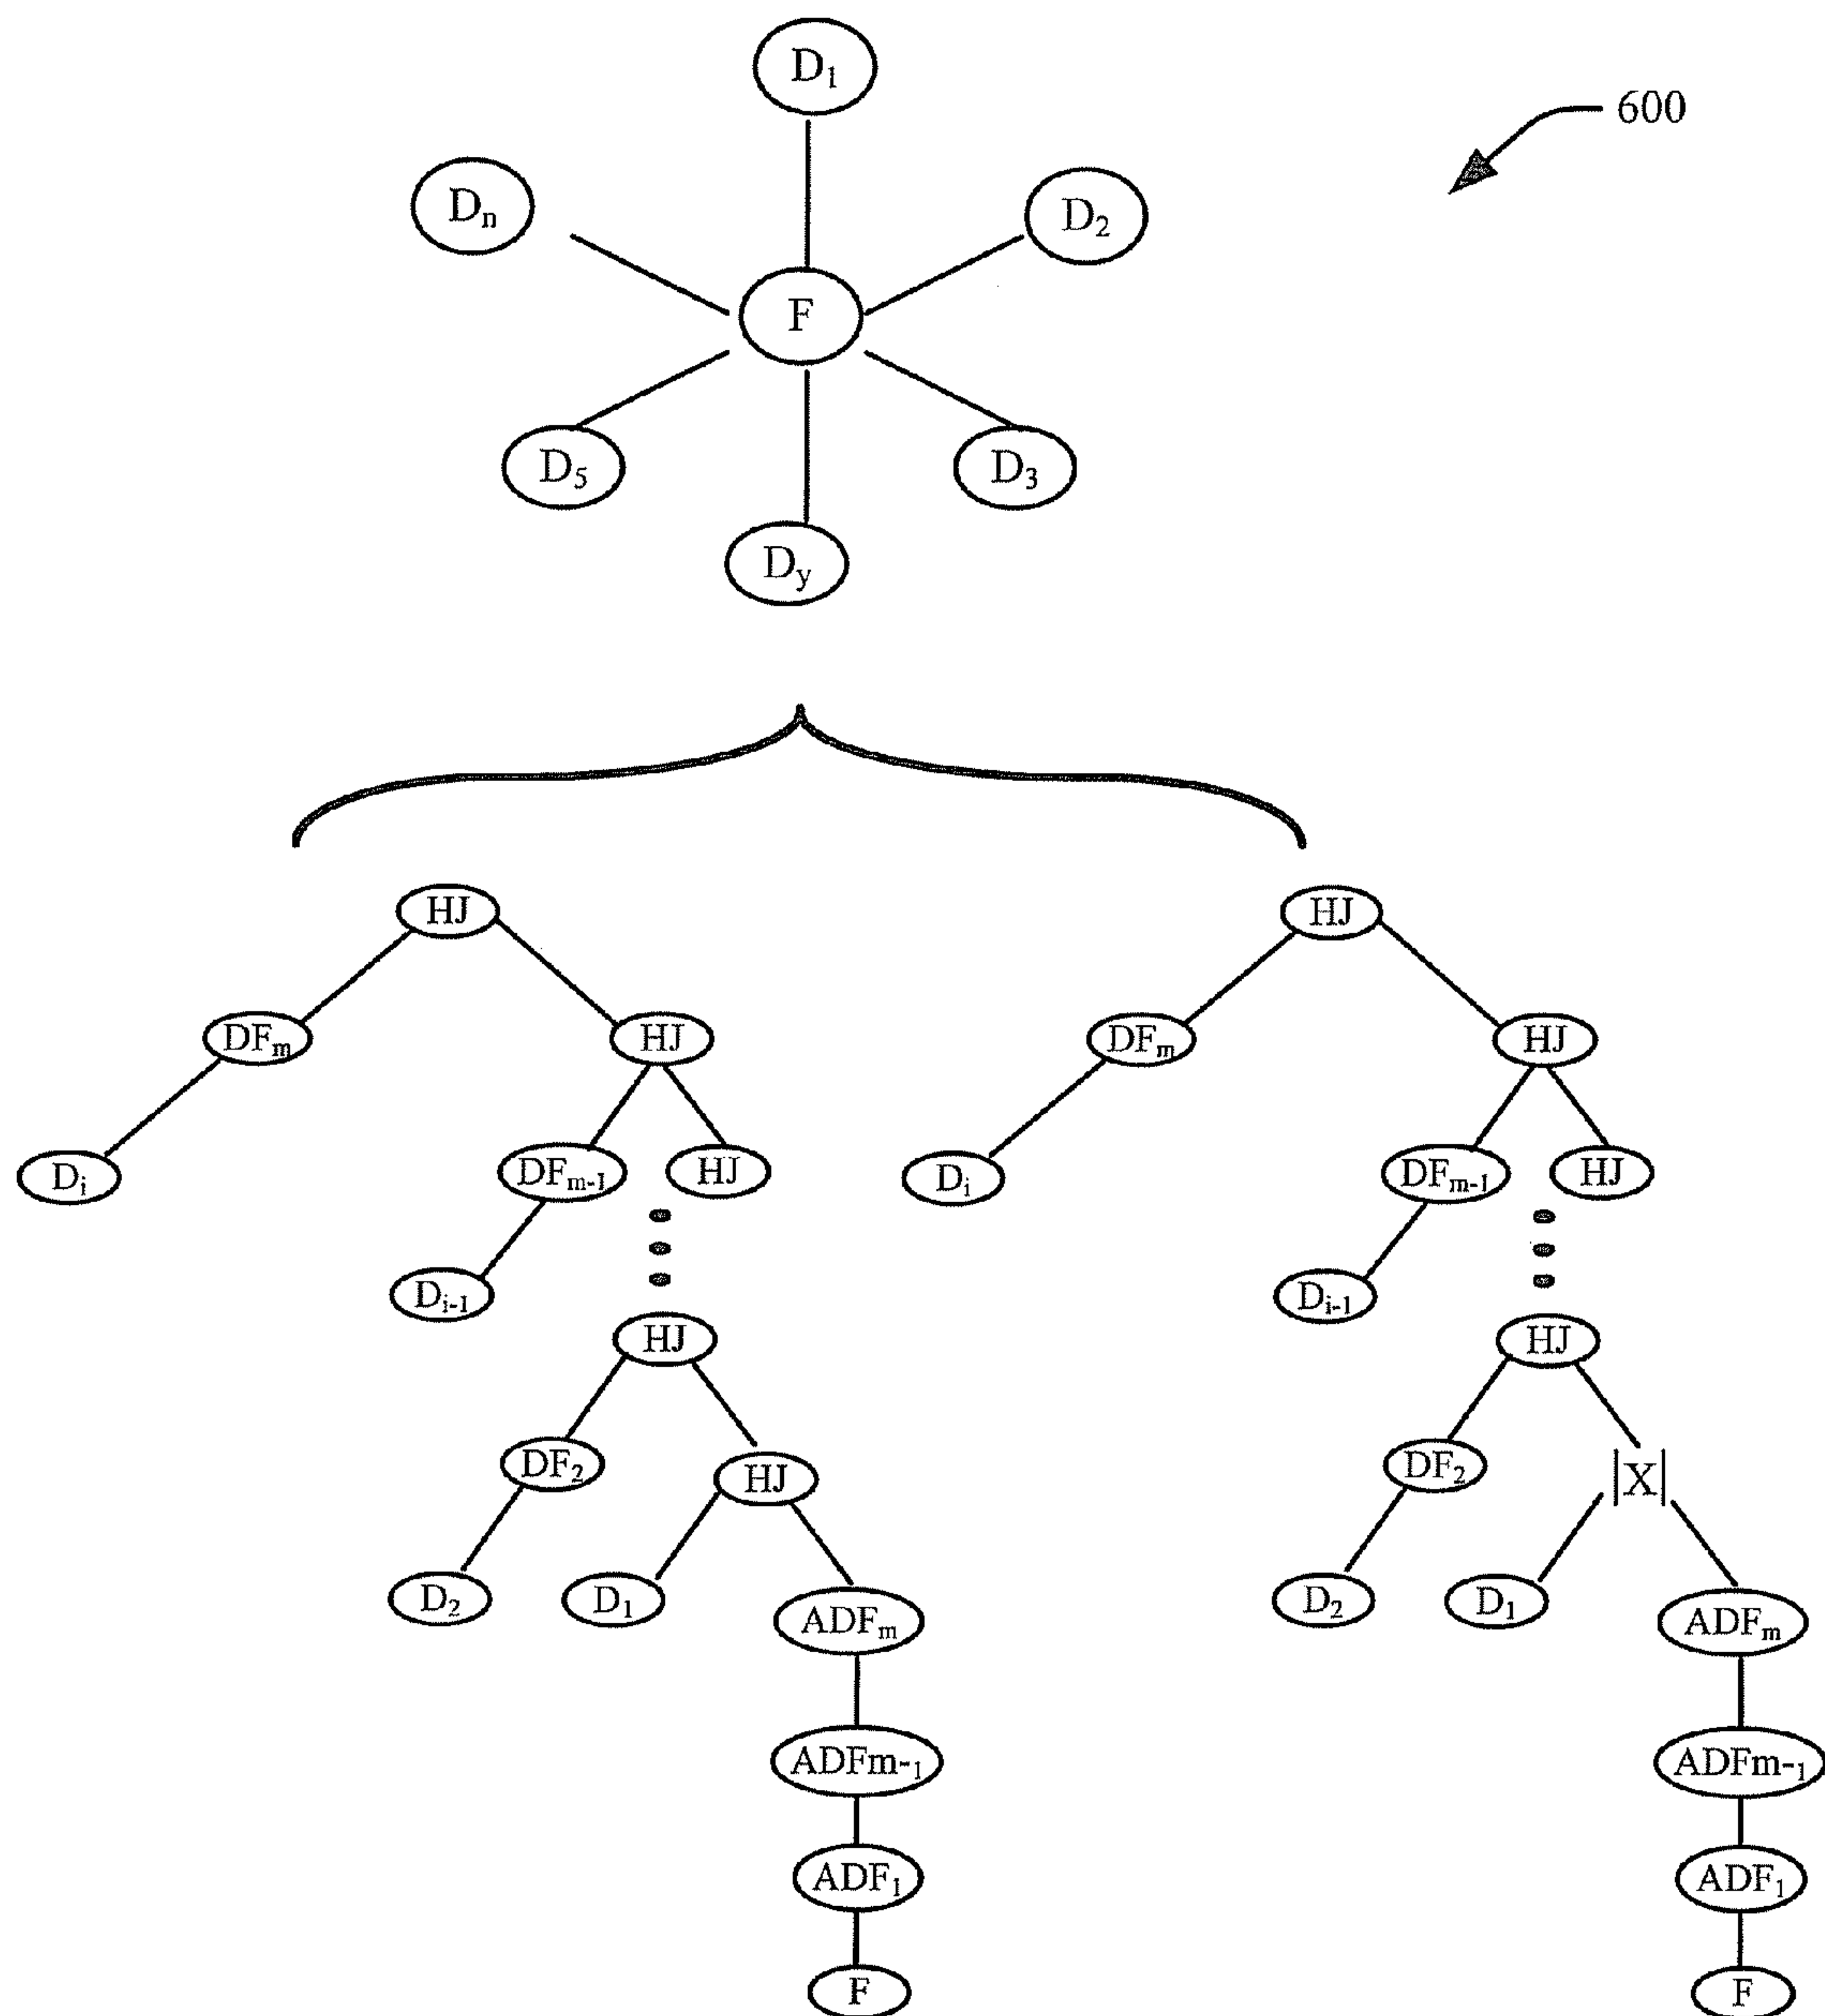 D₁
600
Dₙ
D₂
F
D₅
D₃
D_y
HJ
HJ
DFₘ
HJ
DFₘ
HJ
Dᵢ
DFₘ₋₁
HJ
Dᵢ
DFₘ₋₁
HJ
Dᵢ₋₁
Dᵢ₋₁
HJ
HJ
DF₂
HJ
DF₂
|X|
D₂
D₁
ADFₘ
D₂
D₁
ADFₘ
ADFm-₁
ADFm-₁
ADF₁
ADF₁
F
F